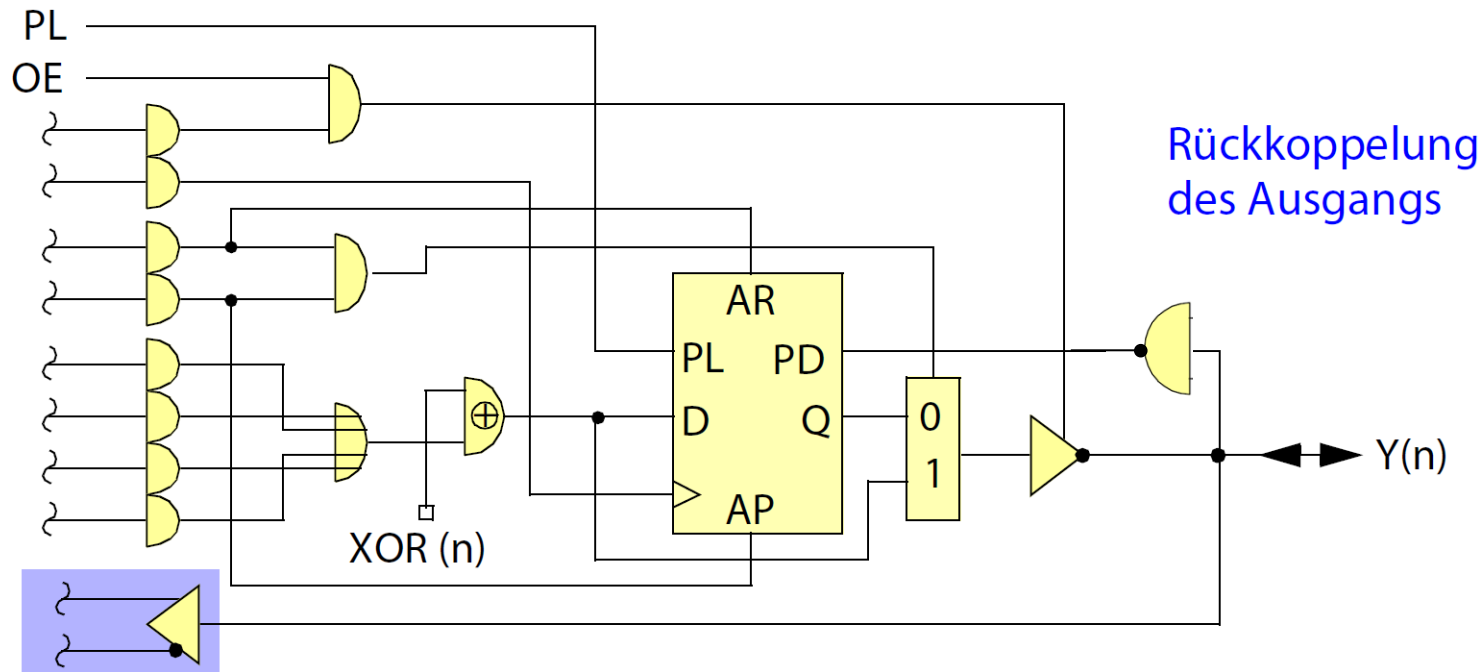 PL
OE
Rückkoppelung
des Ausgangs
AR
PL PD
D Q
AP
0
1
Y(n)
XOR (n)